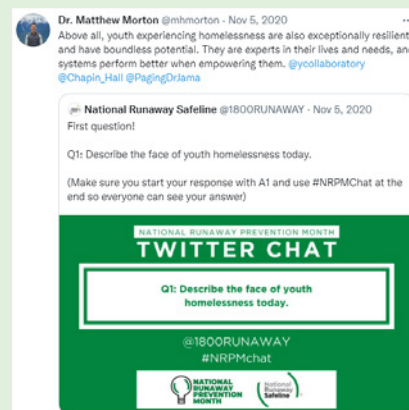 Dr. Matthew Morton @mhmorton · Nov 5, 2020
Above all, youth experiencing homelessness are also exceptionally resilient
and have boundless potential. They are experts in their lives and needs, and
systems perform better when empowering them. @ycollaboratory
@Chapin_Hall @PagingDrJama
National Runaway Safeline @1800RUNAWAY · Nov 5, 2020
First question!
Q1: Describe the face of youth homelessness today.
(Make sure you start your response with A1 and use #NRPMChat at the
end so everyone can see your answer)
NATIONAL RUNAWAY PREVENTION MONTH
TWITTER CHAT
Q1: Describe the face of youth
homelessness today.
@1800RUNAWAY
#NRPMchat
NATIONAL
RUNAWAY
PREVENTION
MONTH
National
Runaway
Safeline